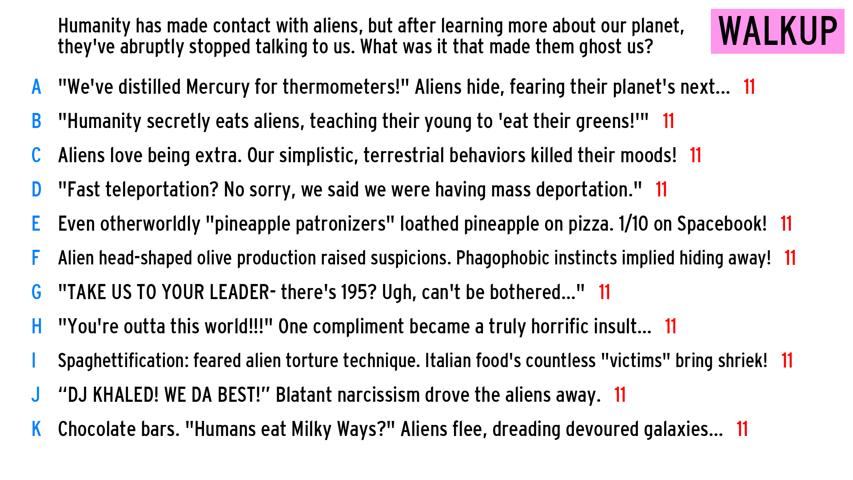 Humanity has made contact with aliens, but after learning more about our planet,
they've abruptly stopped talking to us. What was it that made them ghost us?
WALKUP
A "We've distilled Mercury for thermometers!" Aliens hide, fearing their planet's next... 11
B "Humanity secretly eats aliens, teaching their young to 'eat their greens!'" 11
C Aliens love being extra. Our simplistic, terrestrial behaviors killed their moods! 11
D "Fast teleportation? No sorry, we said we were having mass deportation." 11
E Even otherworldly "pineapple patronizers" loathed pineapple on pizza. 1/10 on Spacebook! 11
F Alien head-shaped olive production raised suspicions. Phagophobic instincts implied hiding away! 11
G "TAKE US TO YOUR LEADER- there's 195? Ugh, can't be bothered..." 11
H "You're outta this world!!!" One compliment became a truly horrific insult... 11
I Spaghettification: feared alien torture technique. Italian food's countless "victims" bring shriek! 11
J “DJ KHALED! WE DA BEST!” Blatant narcissism drove the aliens away. 11
K Chocolate bars. "Humans eat Milky Ways?" Aliens flee, dreading devoured galaxies... 11